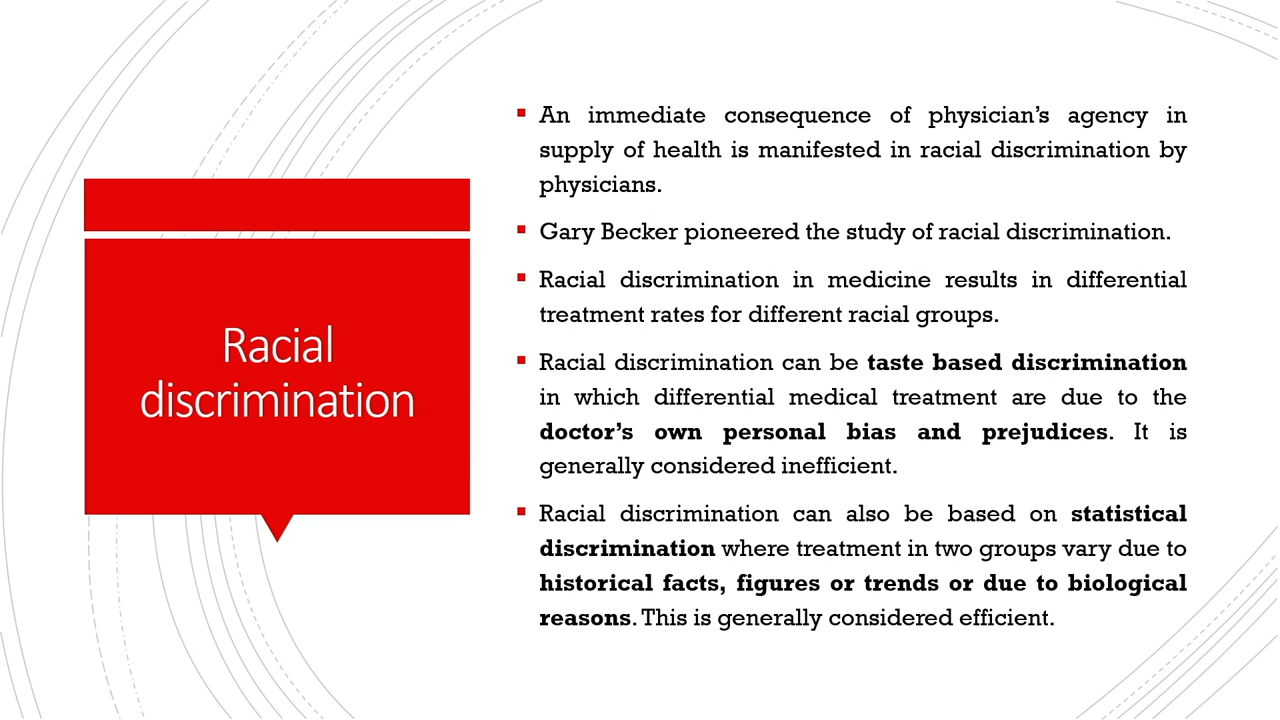 Racial
discrimination
An immediate consequence of physician's agency in
supply of health is manifested in racial discrimination by
physicians.
Gary Becker pioneered the study of racial discrimination.
Racial discrimination in medicine results in differential
treatment rates for different racial groups.
Racial discrimination can be taste based discrimination
in which differential medical treatment are due to the
doctor's own personal bias and prejudices. It is
generally considered inefficient.
Racial discrimination can also be based on statistical
discrimination where treatment in two groups vary due to
historical facts, figures or trends or due to biological
reasons. This is generally considered efficient.